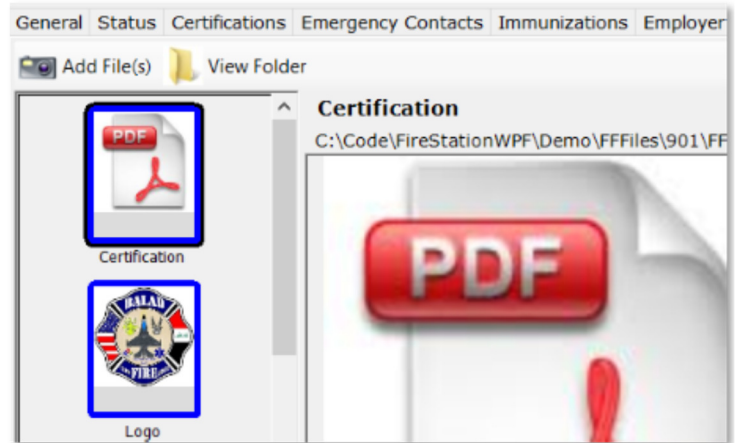 General Status Certifications Emergency Contacts Immunizations Employer
Add File(s) View Folder
Certification
C:\Code\FireStationWPF\Demo\FFFiles\901\FF
PDF
Certification
PDF
BALAD
FIRE
Logo